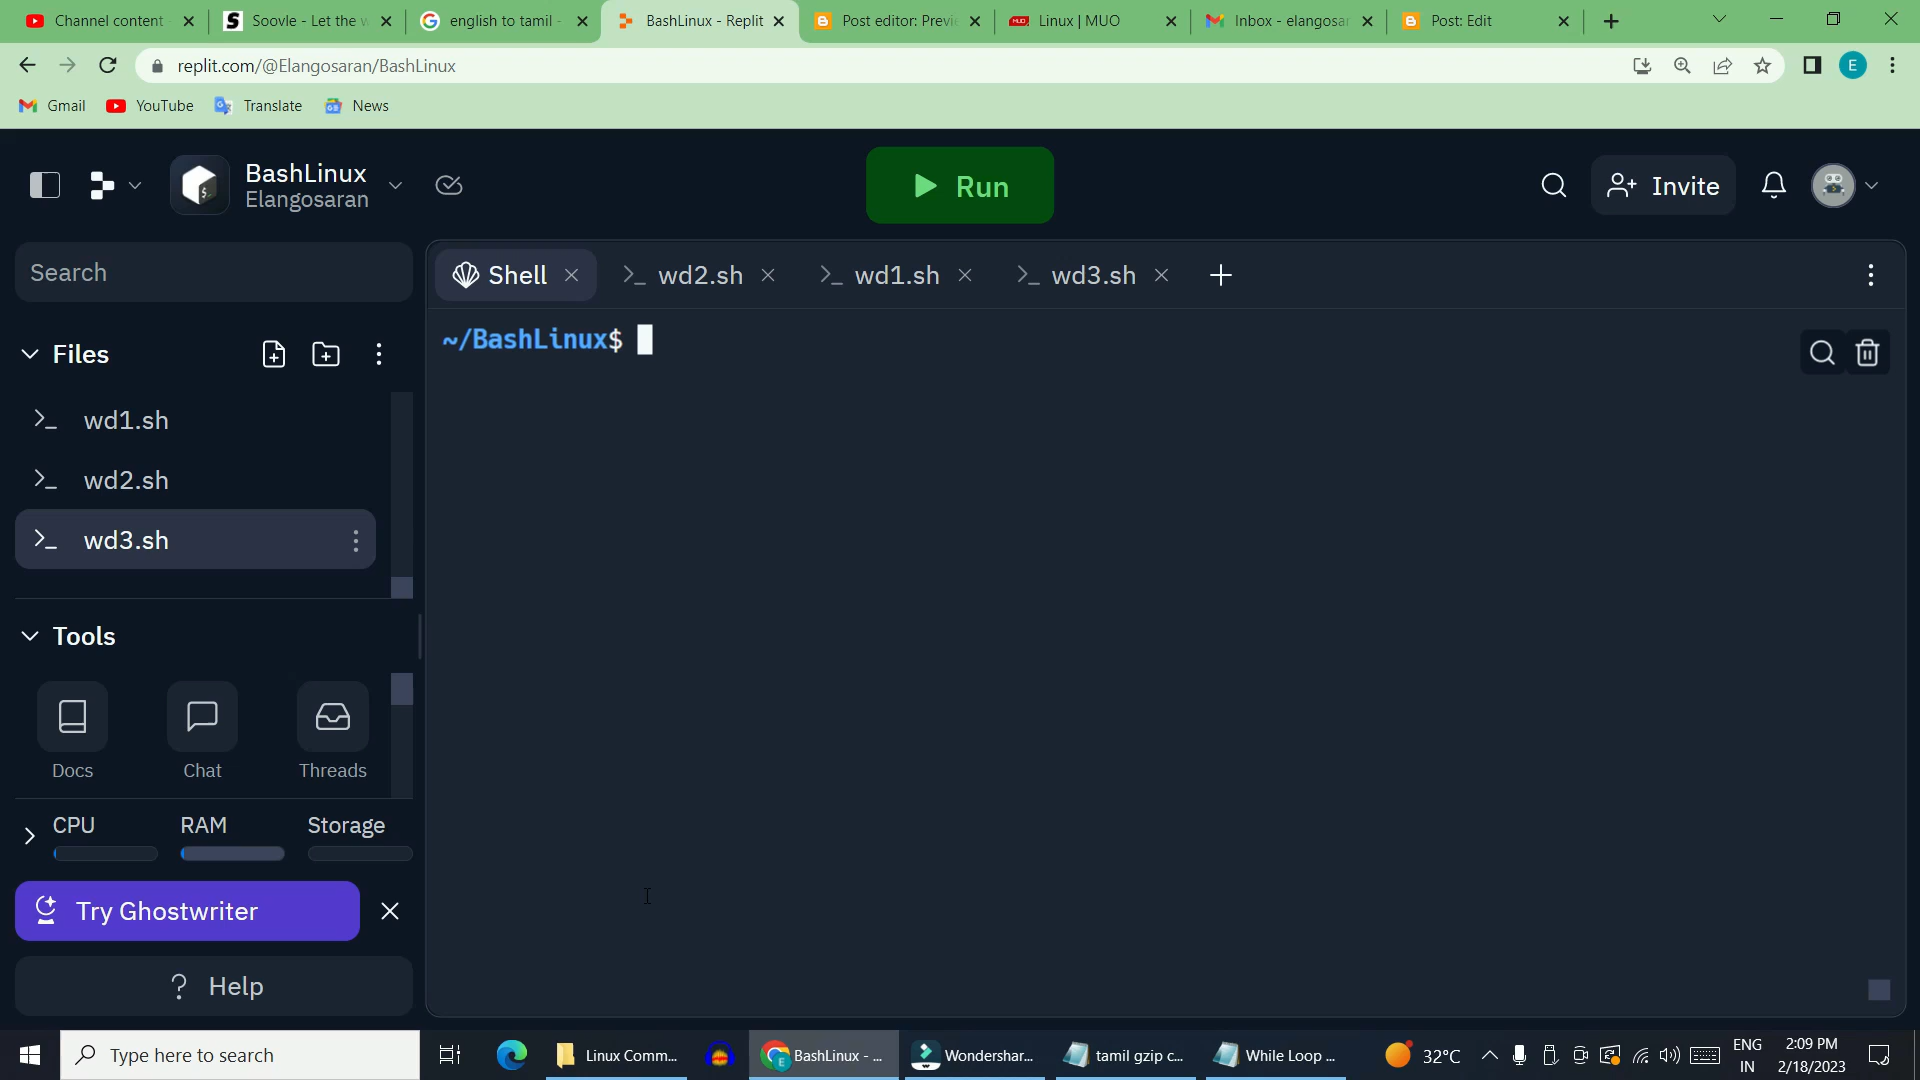 Channel content
Soovle - Let the w
english to tamil -
BashLinux - Replit
Post editor: Previe
Linux | MUO
Inbox - elangosar
Post: Edit
replit.com/@Elangosaran/BashLinux
E
Gmail
YouTube
Translate
News
BashLinux
Elangosaran
Run
Invite
Search
Shell
wd2.sh
wd1.sh
wd3.sh
Files
~/BashLinux$
wd1.sh
wd2.sh
wd3.sh
Tools
Docs
Chat
Threads
CPU
RAM
Storage
Try Ghostwriter
Help
Type here to search
Linux Comm...
BashLinux - ...
Wondershar...
tamil gzip c...
While Loop ...
32°C
ENG
IN
2:09 PM
2/18/2023